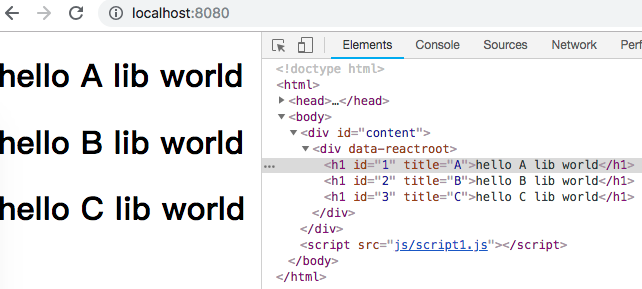 localhost:8080
hello A lib world
hello B lib world
hello C lib world
Elements Console Sources Network
<!doctype html>
<html>
<head>…</head>
<body>
<div id="content">
<div data-reactroot>
<h1 id="1" title="A">hello A lib world</h1>
<h1 id="2" title="B">hello B lib world</h1>
<h1 id="3" title="C">hello C lib world</h1>
</div>
</div>
<script src="js/script1.js"></script>
</body>
</html>